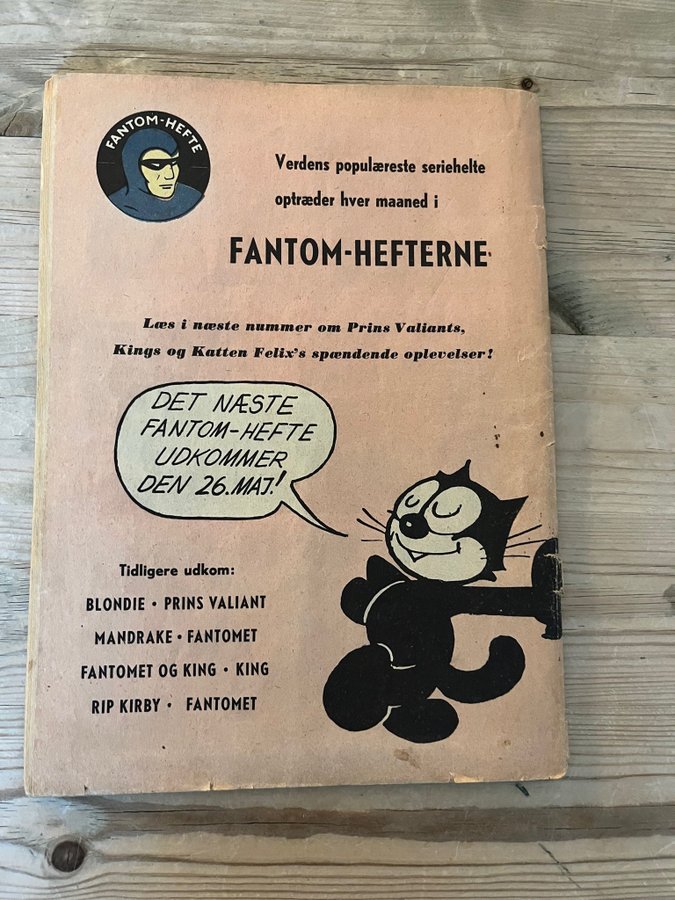 FANTOM-HEFTE
Verdens populæreste seriehelte
optræder hver maaned i
FANTOM-HEFTERNE
Læs i næste nummer om Prins Valiants,
Kings og Katten Felix's spændende oplevelser!
DET NÆSTE
FANTOM-HEFTE
UDKOMMER
DEN 26. MAJ!
Tidligere udkom:
BLONDIE • PRINS VALIANT
MANDRAKE • FANTOMET
FANTOMET OG KING • KING
RIP KIRBY • FANTOMET